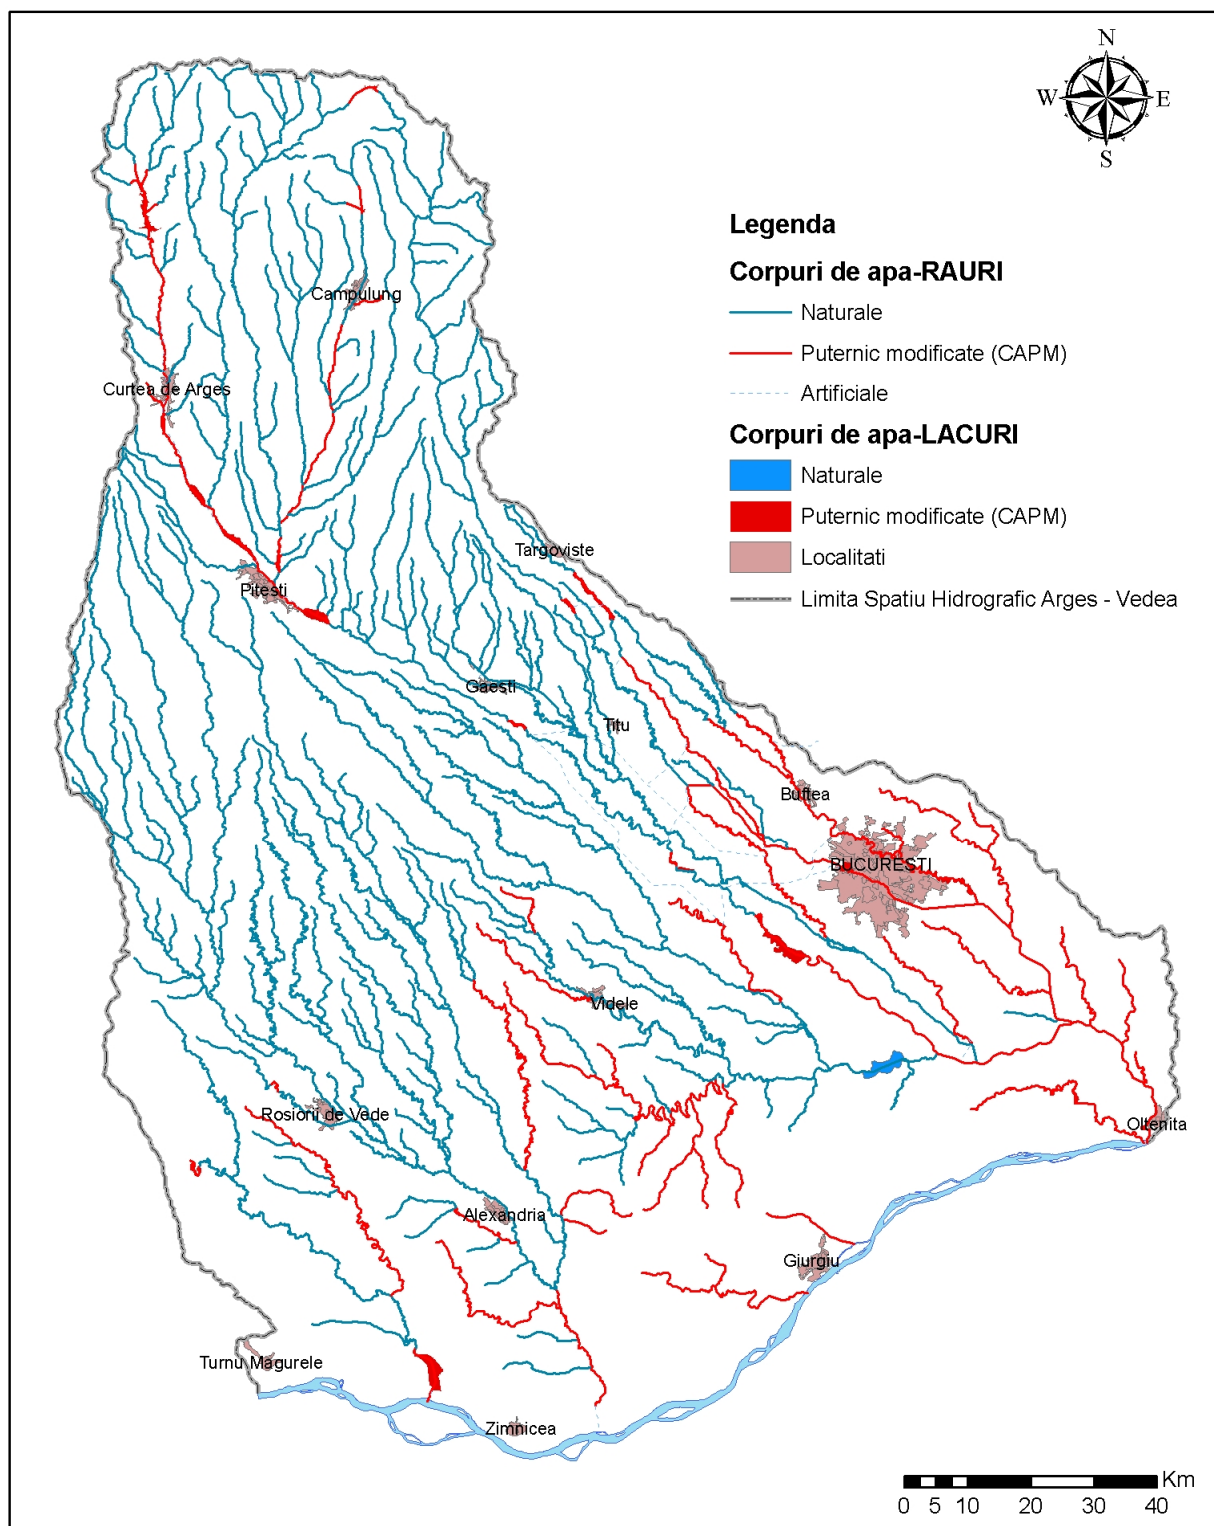 N
W
E
S
Legenda
Corpuri de apa-RAURI
Naturale
Puternic modificate (CAPM)
Artificiale
Corpuri de apa-LACURI
Naturale
Puternic modificate (CAPM)
Localitati
Limita Spatiu Hidrografic Arges - Vedea
Campulung
Curtea de Arges
Targoviste
Pitesti
Gaesti
Titu
Buftea
BUCURESTI
Videle
Rosiorii de Vede
Oltenita
Alexandria
Giurgiu
Turnu Magurele
Zimnicea
Km
0 5 10 20 30 40